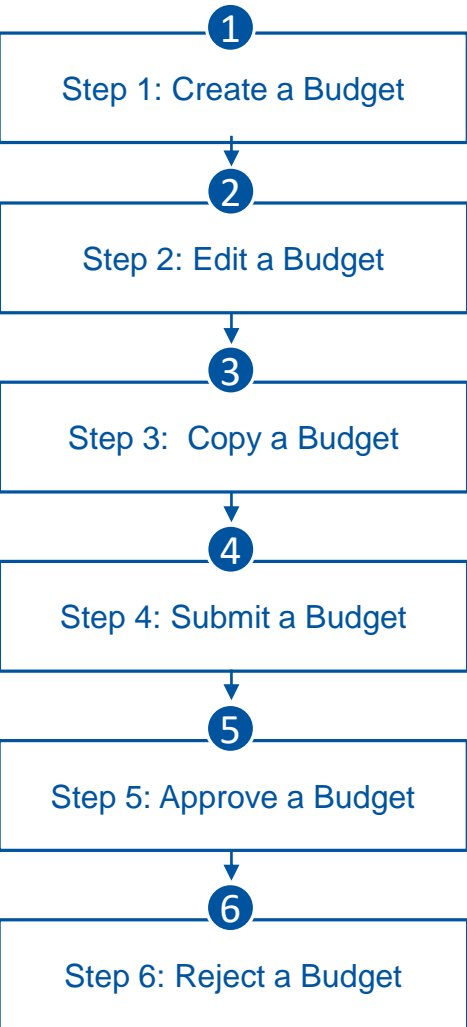 1
Step 1: Create a Budget
2
Step 2: Edit a Budget
3
Step 3:  Copy a Budget
4
Step 4: Submit a Budget
5
Step 5: Approve a Budget
6
Step 6: Reject a Budget